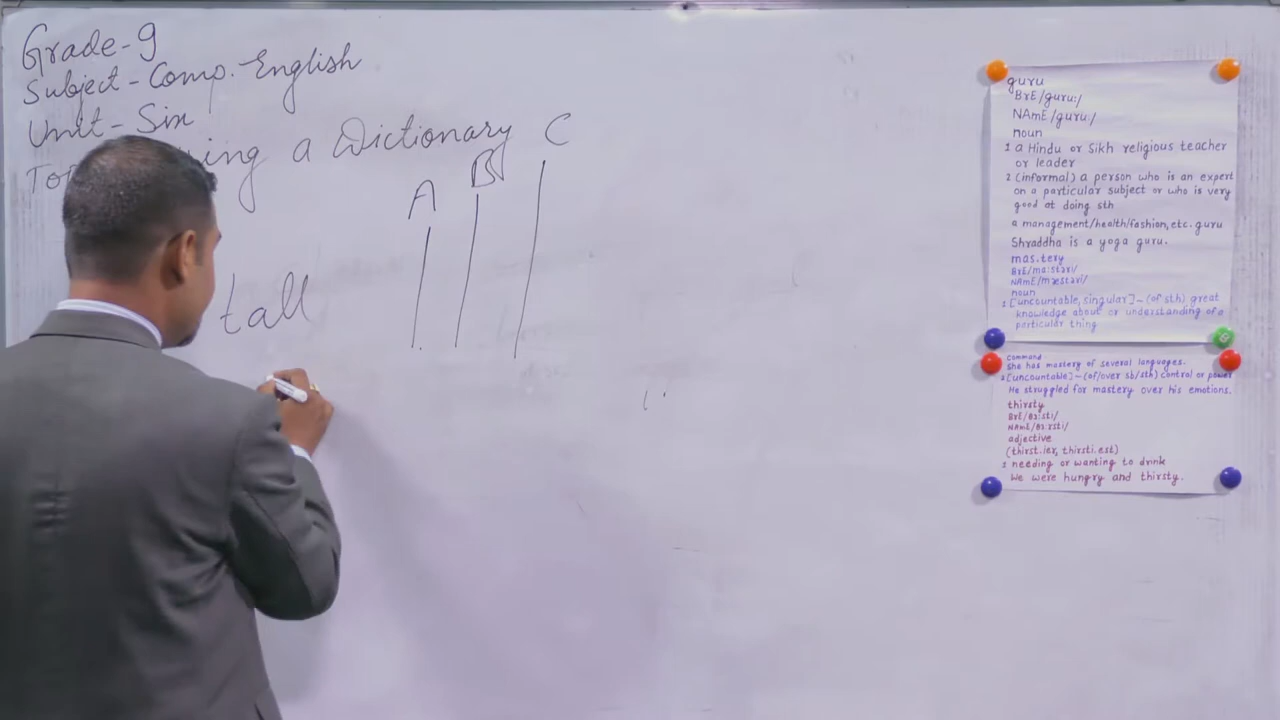 Grade-9
Subject-Comp. English
Unit-Six
a Dictionary
A B C
tall
guru
BrE/guru:/
NAmE/guru:/
noun
1 a Hindu or Sikh religious teacher
or leader
2 (informal) a person who is an expert
on a particular subject or who is very
good at doing sth
a management/health/fashion,etc. guru
Shraddha is a yoga guru.
mas.tery
BrE/ma:stəri/
NAmE/mæstəri/
noun
1 [uncountable, singular]-(of sth) great
knowledge about or understanding of a
particular thing
command
She has mastery of several languages.
2 [uncountable]-(of/over sb/sth) control or power
He struggled for mastery over his emotions.
thirsty
BrE/θɜ:sti/
NAmE/θɜ:rsti/
adjective
(thirst.ier, thirsti.est)
1 needing or wanting to drink
We were hungry and thirsty.